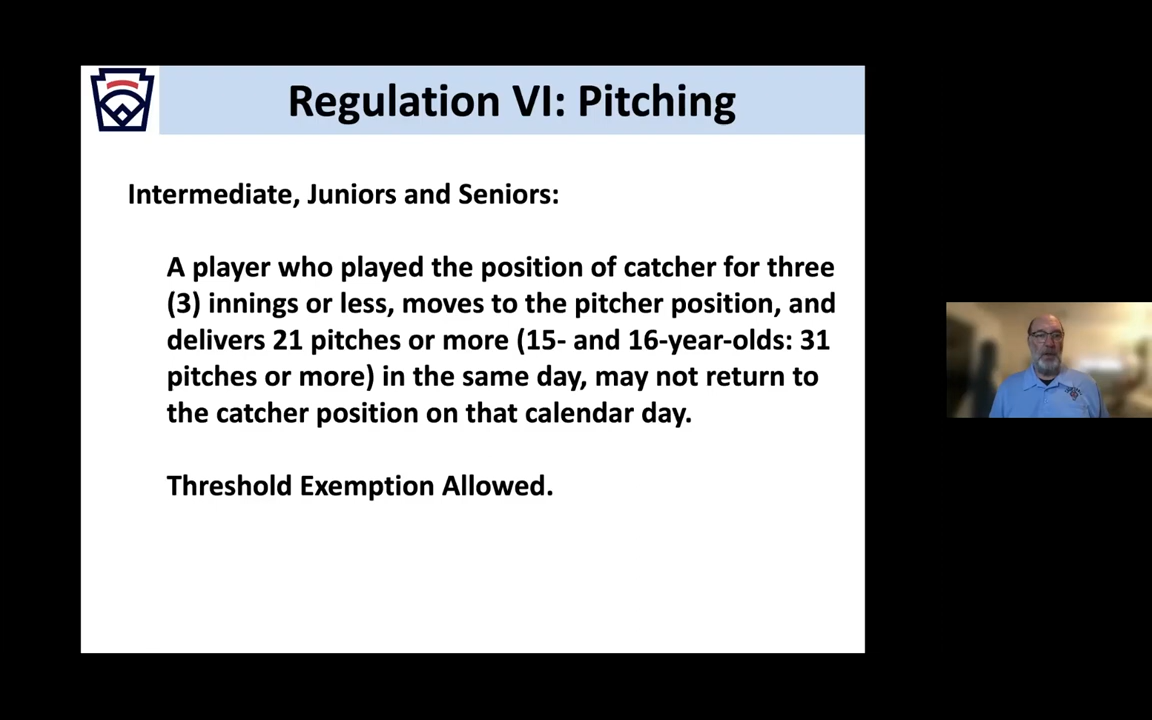 Regulation VI: Pitching
Intermediate, Juniors and Seniors:
A player who played the position of catcher for three
(3) innings or less, moves to the pitcher position, and
delivers 21 pitches or more (15- and 16-year-olds: 31
pitches or more) in the same day, may not return to
the catcher position on that calendar day.
Threshold Exemption Allowed.